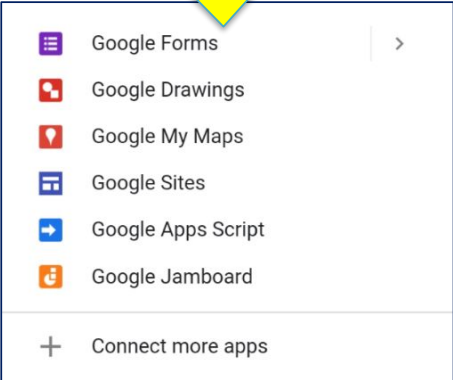 Google Forms
Google Drawings
Google My Maps
Google Sites
Google Apps Script
Google Jamboard
Connect more apps